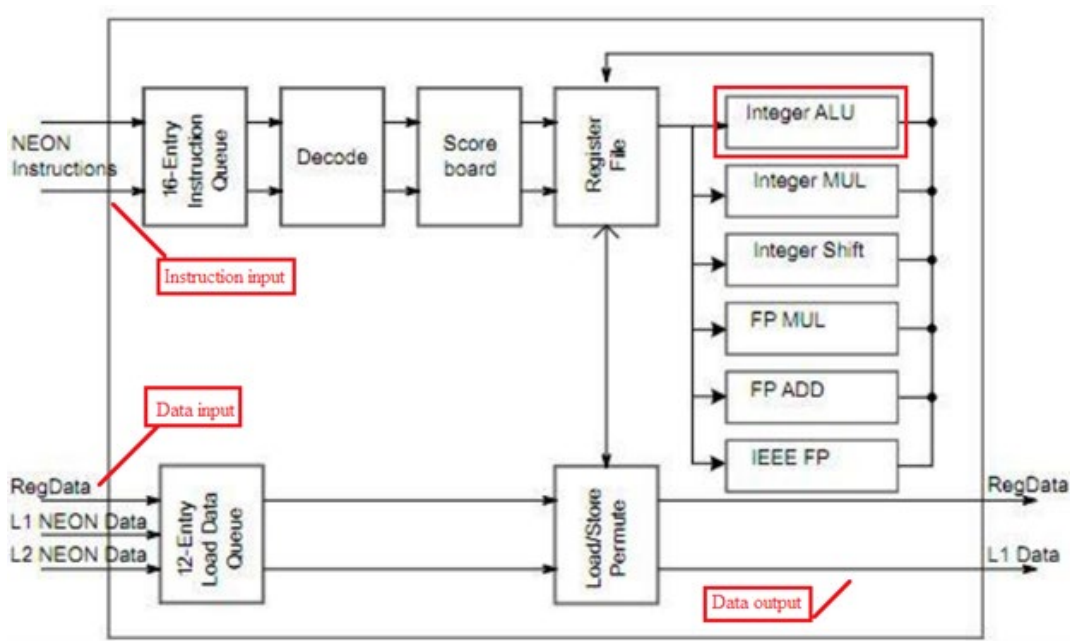 NEON
Instructions
16-Entry
Instruction
Queue
Decode
Score
board
Register
File
Integer ALU
Integer MUL
Integer Shift
FP MUL
FP ADD
IEEE FP
Instruction input
Data input
RegData
L1 NEON Data
L2 NEON Data
12-Entry
Load Data
Queue
Load/Store
Permute
RegData
L1 Data
Data output